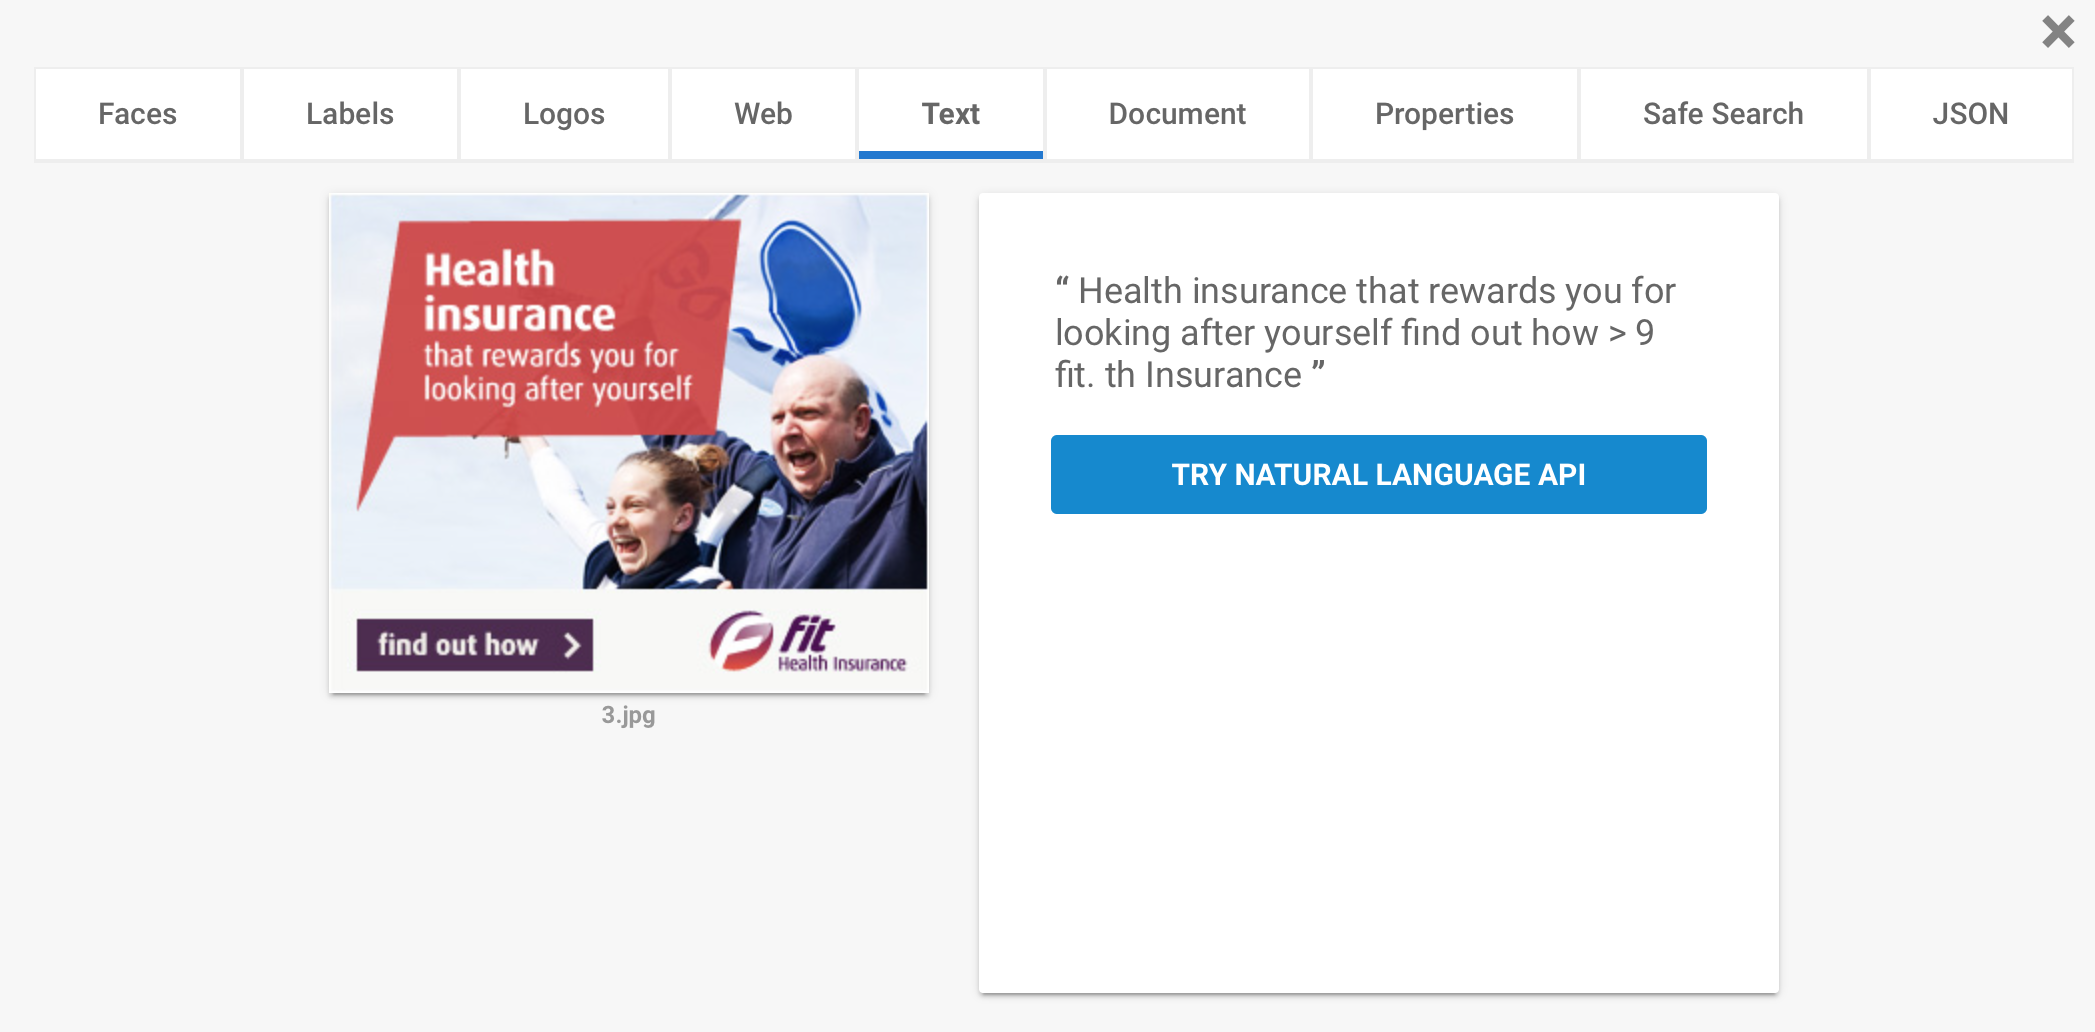 Faces
Labels
Logos
Web
Text
Document
Properties
Safe Search
JSON
Health
insurance
that rewards you for
looking after yourself
find out how
fit
Health Insurance
3.jpg
“ Health insurance that rewards you for
looking after yourself find out how > 9
fit. th Insurance ”
TRY NATURAL LANGUAGE API